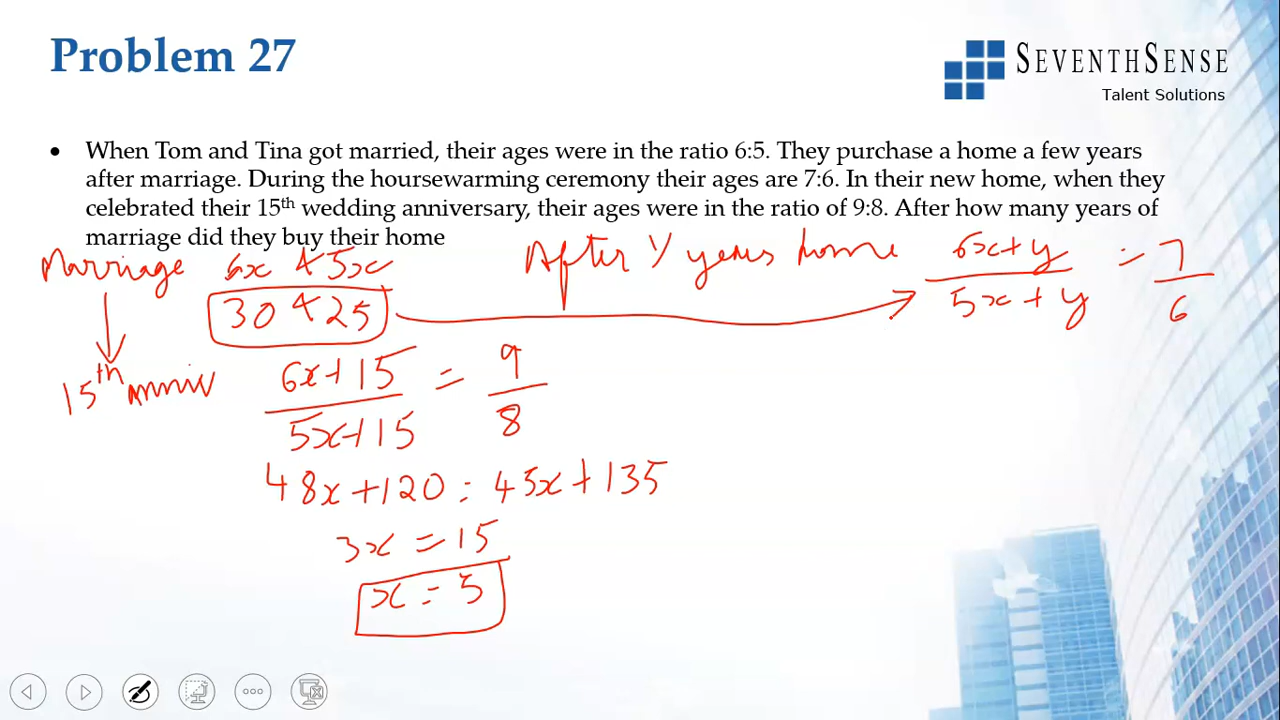 Problem 27
SEVENTHSENSE
Talent Solutions
• When Tom and Tina got married, their ages were in the ratio 6:5. They purchase a home a few years
after marriage. During the hoursewarming ceremony their ages are 7:6. In their new home, when they
celebrated their 15th wedding anniversary, their ages were in the ratio of 9:8. After how many years of
marriage did they buy their home
Marriage 6x & 5x
30 & 25
After y years home
6x+y / 5x+y = 7 / 6
15th anniv
6x+15 / 5x+15 = 9 / 8
48x+120 = 45x+135
3x = 15
x = 5